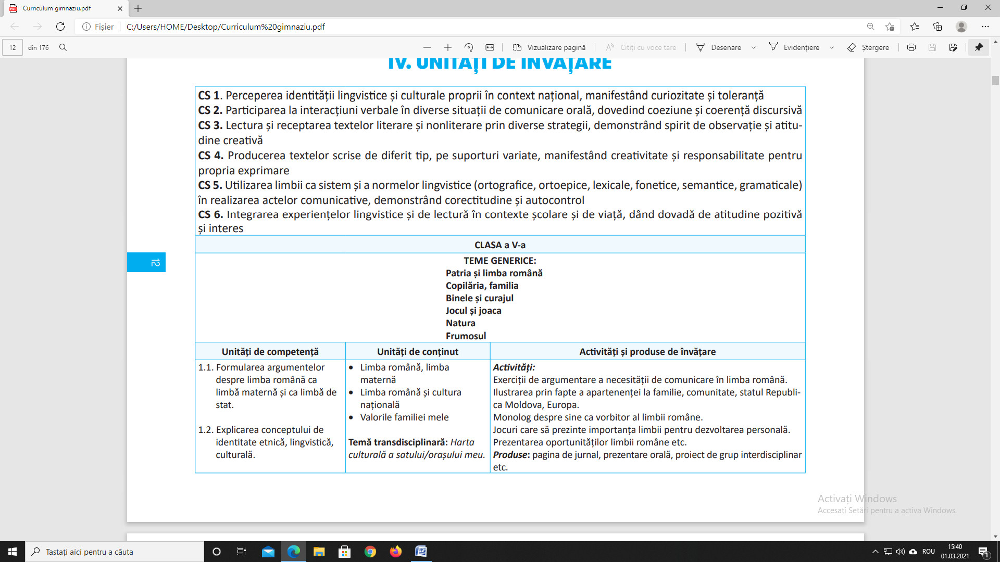 Curriculum gimnaziu.pdf
Fișier
C:/Users/HOME/Desktop/Curriculum%20gimnaziu.pdf
12 din 176
Vizualizare pagină
Citiți cu voce tare
Desenare
Evidențiere
Ștergere
IV. UNITĂȚI DE ÎNVĂȚARE
CS 1. Perceperea identității lingvistice și culturale proprii în context național, manifestând curiozitate și toleranță
CS 2. Participarea la interacțiuni verbale în diverse situații de comunicare orală, dovedind coeziune și coerență discursivă
CS 3. Lectura și receptarea textelor literare și nonliterare prin diverse strategii, demonstrând spirit de observație și atitu-
dine creativă
CS 4. Producerea textelor scrise de diferit tip, pe suporturi variate, manifestând creativitate și responsabilitate pentru
propria exprimare
CS 5. Utilizarea limbii ca sistem și a normelor lingvistice (ortografice, ortoepice, lexicale, fonetice, semantice, gramaticale)
în realizarea actelor comunicative, demonstrând corectitudine și autocontrol
CS 6. Integrarea experiențelor lingvistice și de lectură în contexte școlare și de viață, dând dovadă de atitudine pozitivă
și interes
CLASA a V-a
12
TEME GENERICE:
Patria și limba română
Copilăria, familia
Binele și curajul
Jocul și joaca
Natura
Frumosul
Unități de competență
1.1. Formularea argumentelor
despre limba română ca
limbă maternă și ca limbă de
stat.
1.2. Explicarea conceptului de
identitate etnică, lingvistică,
culturală.
Unități de conținut
• Limba română, limba
maternă
• Limba română și cultura
națională
• Valorile familiei mele
Temă transdisciplinară: Harta
culturală a satului/orașului meu.
Activități și produse de învățare
Activități:
Exerciții de argumentare a necesității de comunicare în limba română.
Ilustrarea prin fapte a apartenenței la familie, comunitate, statul Republi-
ca Moldova, Europa.
Monolog despre sine ca vorbitor al limbii române.
Jocuri care să prezinte importanța limbii pentru dezvoltarea personală.
Prezentarea oportunităților limbii române etc.
Produse: pagina de jurnal, prezentare orală, proiect de grup interdisciplinar
etc.
Activați Windows
Accesați Setări pentru a activa Windows.
Tastați aici pentru a căuta
ROU
15:40
01.03.2021
1